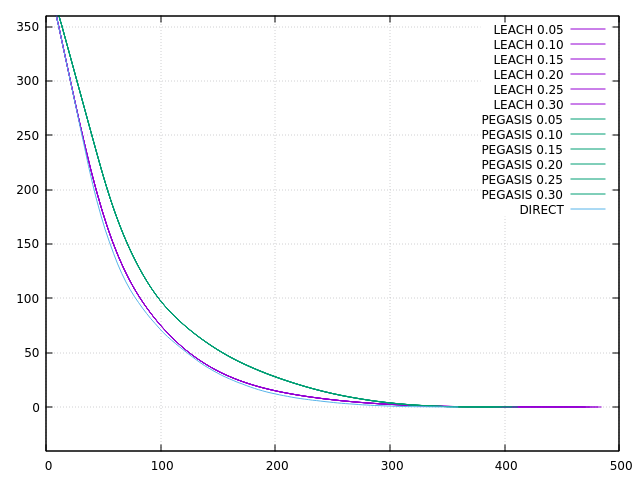 350
300
250
200
150
100
50
0
0 100 200 300 400 500
LEACH 0.05
LEACH 0.10
LEACH 0.15
LEACH 0.20
LEACH 0.25
LEACH 0.30
PEGASIS 0.05
PEGASIS 0.10
PEGASIS 0.15
PEGASIS 0.20
PEGASIS 0.25
PEGASIS 0.30
DIRECT